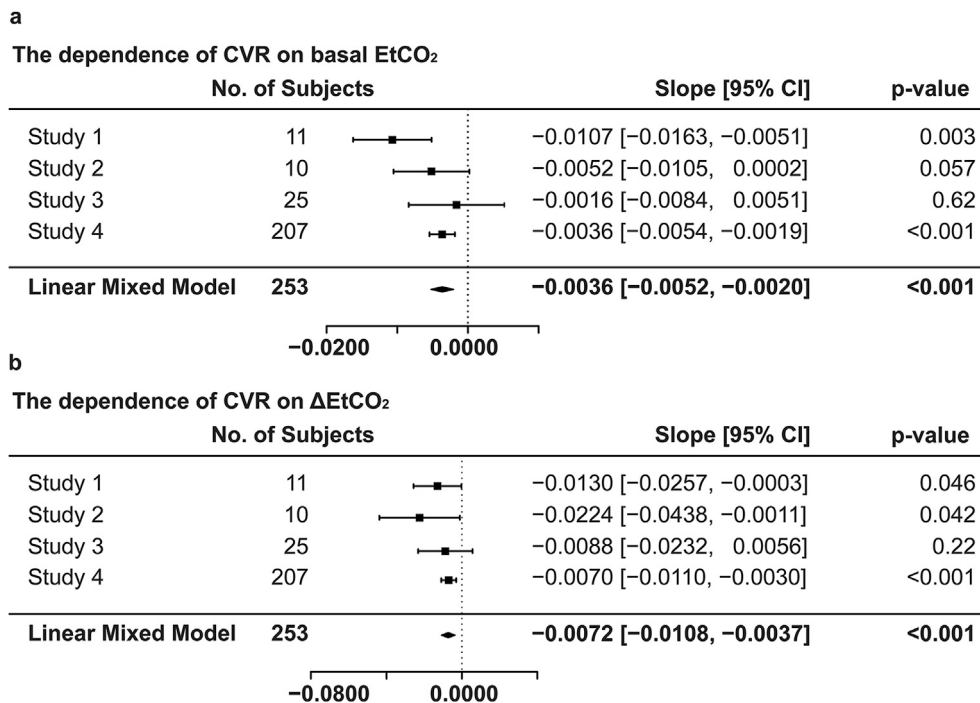 a
The dependence of CVR on basal EtCO₂
No. of Subjects Slope [95% CI] p-value
Study 1 11 −0.0107 [−0.0163, −0.0051] 0.003
Study 2 10 −0.0052 [−0.0105, 0.0002] 0.057
Study 3 25 −0.0016 [−0.0084, 0.0051] 0.62
Study 4 207 −0.0036 [−0.0054, −0.0019] <0.001
Linear Mixed Model 253 −0.0036 [−0.0052, −0.0020] <0.001
−0.0200 0.0000
b
The dependence of CVR on ΔEtCO₂
No. of Subjects Slope [95% CI] p-value
Study 1 11 −0.0130 [−0.0257, −0.0003] 0.046
Study 2 10 −0.0224 [−0.0438, −0.0011] 0.042
Study 3 25 −0.0088 [−0.0232, 0.0056] 0.22
Study 4 207 −0.0070 [−0.0110, −0.0030] <0.001
Linear Mixed Model 253 −0.0072 [−0.0108, −0.0037] <0.001
−0.0800 0.0000